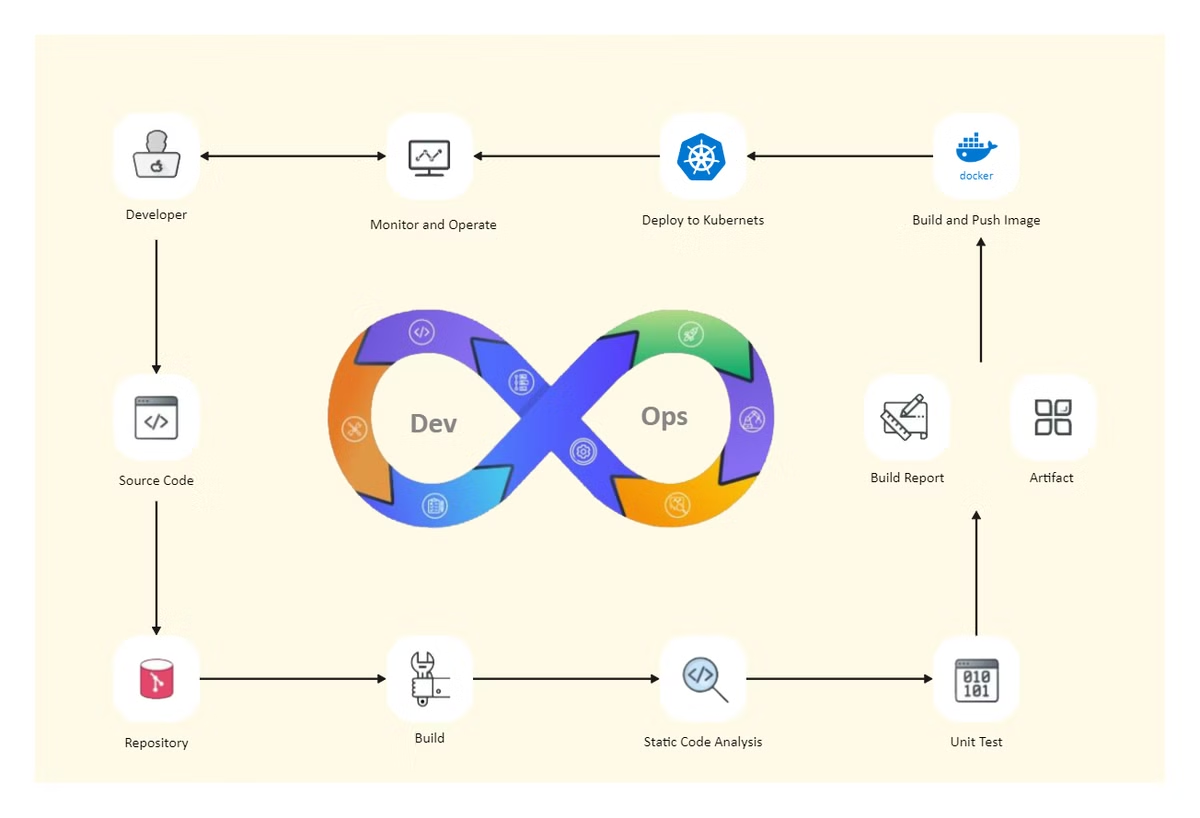 docker
Developer
Monitor and Operate
Deploy to Kubernets
Build and Push Image
Dev
Ops
Source Code
Build Report
Artifact
010
101
Repository
Build
Static Code Analysis
Unit Test